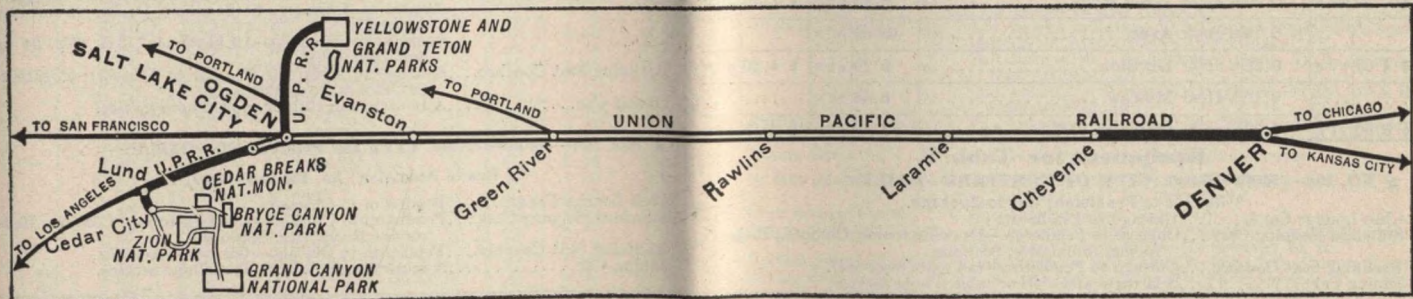 YELLOWSTONE AND
GRAND TETON
NAT. PARKS
U. P. R. R.
TO PORTLAND
SALT LAKE CITY
OGDEN
Evanston
TO PORTLAND
TO SAN FRANCISCO
UNION PACIFIC RAILROAD
TO CHICAGO
TO KANSAS CITY
Lund
U.P.R.R.
CEDAR BREAKS
NAT. MON.
Green River
Rawlins
Laramie
Cheyenne
DENVER
TO LOS ANGELES
Cedar City
BRYCE CANYON
NAT. PARK
ZION
NAT. PARK
GRAND CANYON
NATIONAL PARK